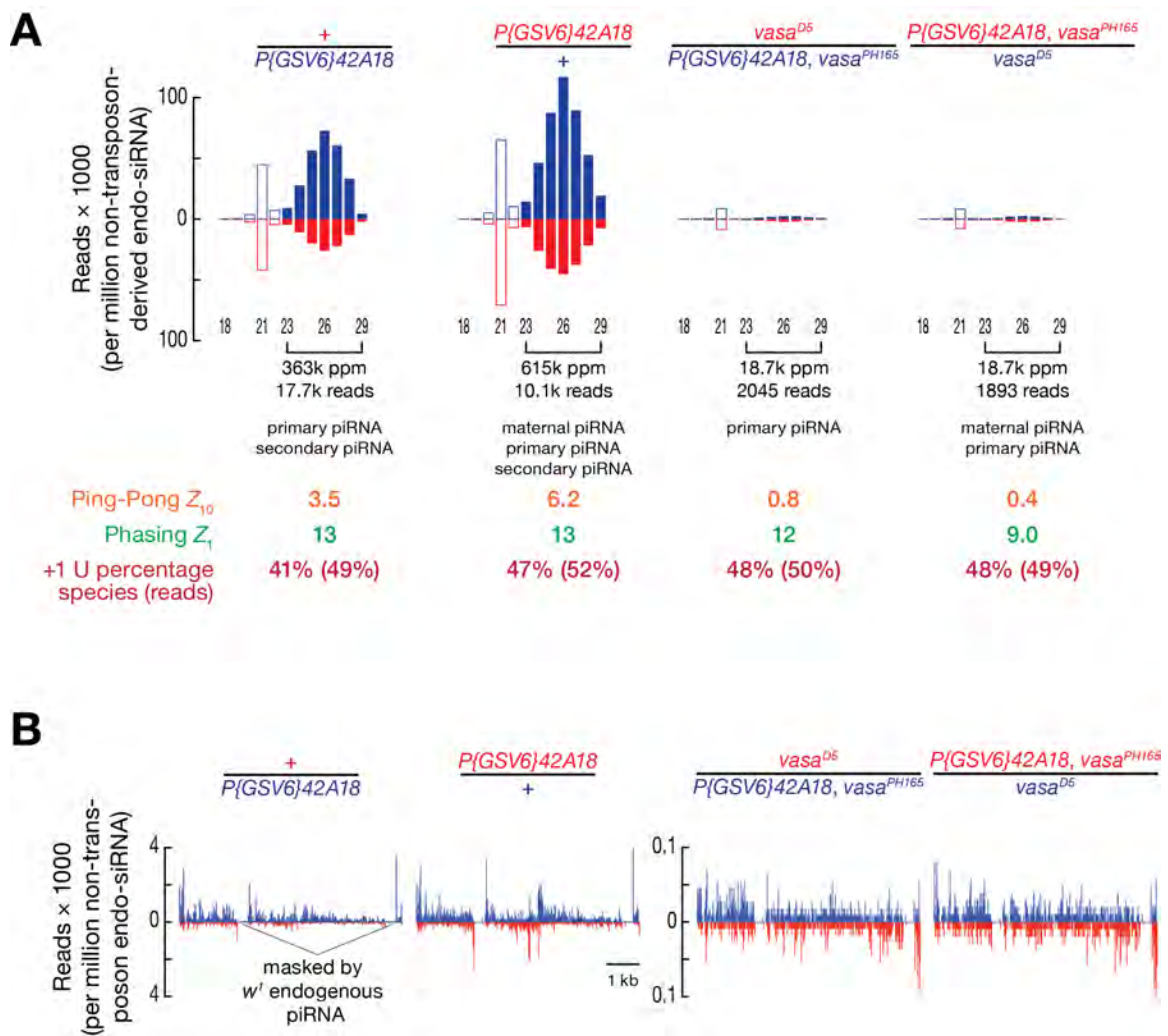 A
+
P{GSV6}42A18
P{GSV6}42A18
+
vasaD5
P{GSV6}42A18, vasaPH165
P{GSV6}42A18, vasaPH165
vasaD5
Reads × 1000
(per million non-transposon-
derived endo-siRNA)
100
0
100
18 21 23 26 29
18 21 23 26 29
18 21 23 26 29
18 21 23 26 29
363k ppm
17.7k reads
615k ppm
10.1k reads
18.7k ppm
2045 reads
18.7k ppm
1893 reads
primary piRNA
secondary piRNA
maternal piRNA
primary piRNA
secondary piRNA
primary piRNA
maternal piRNA
primary piRNA
Ping-Pong Z10 3.5 6.2 0.8 0.4
Phasing Z1 13 13 12 9.0
+1 U percentage
species (reads)
41% (49%) 47% (52%) 48% (50%) 48% (49%)
B
+
P{GSV6}42A18
P{GSV6}42A18
+
vasaD5
P{GSV6}42A18, vasaPH165
P{GSV6}42A18, vasaPH165
vasaD5
Reads × 1000
(per million non-trans-
poson endo-siRNA)
4
0
4
masked by
w1 endogenous
piRNA
1 kb
0.1
0
0.1